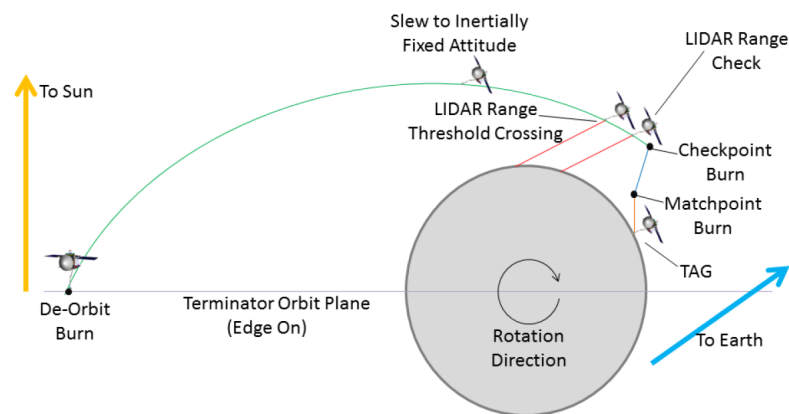 Slew to Inertially
Fixed Attitude
LIDAR Range
Check
To Sun
LIDAR Range
Threshold Crossing
Checkpoint
Burn
Matchpoint
Burn
TAG
De-Orbit
Burn
Terminator Orbit Plane
(Edge On)
Rotation
Direction
To Earth